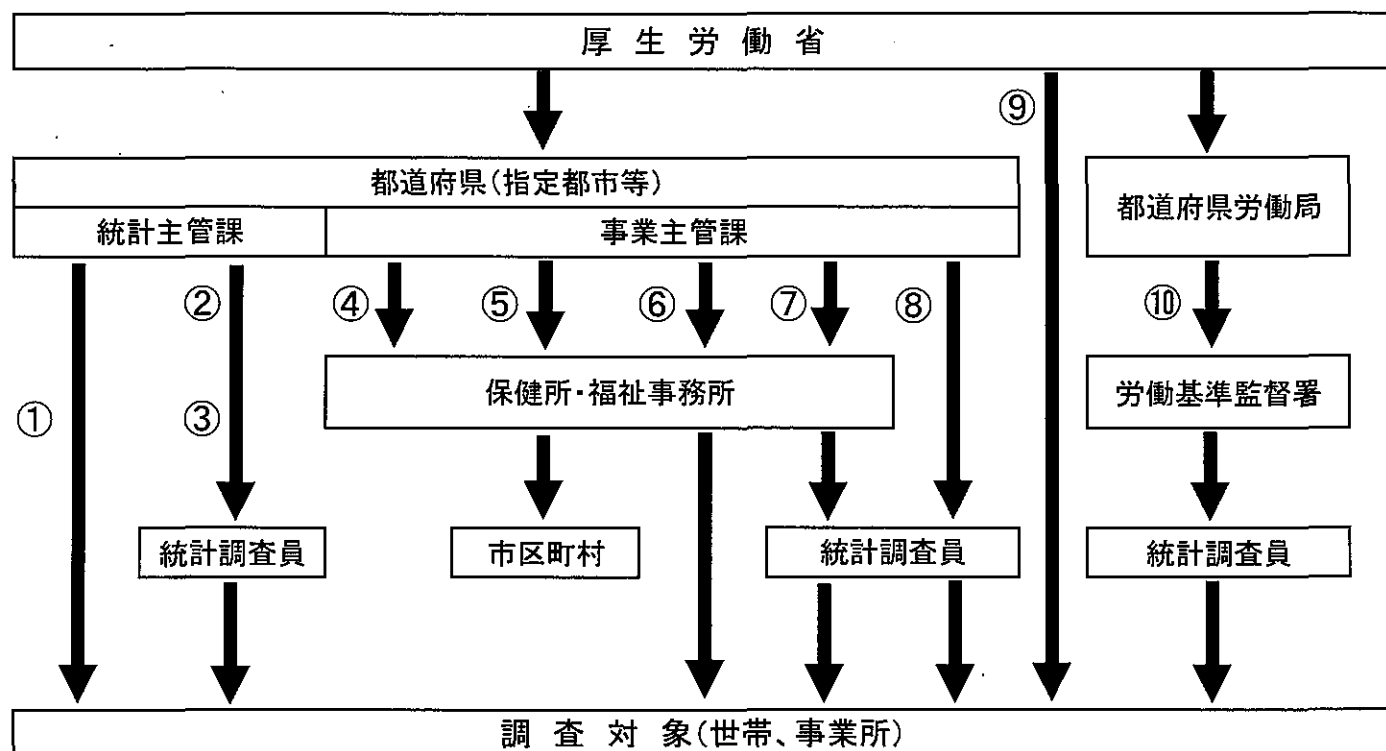 厚生労働省
⑨
都道府県(指定都市等)
統計主管課
事業主管課
都道府県労働局
②
④
⑤
⑥
⑦
⑧
⑩
①
③
保健所・福祉事務所
労働基準監督署
統計調査員
市区町村
統計調査員
統計調査員
調査対象(世帯、事業所)